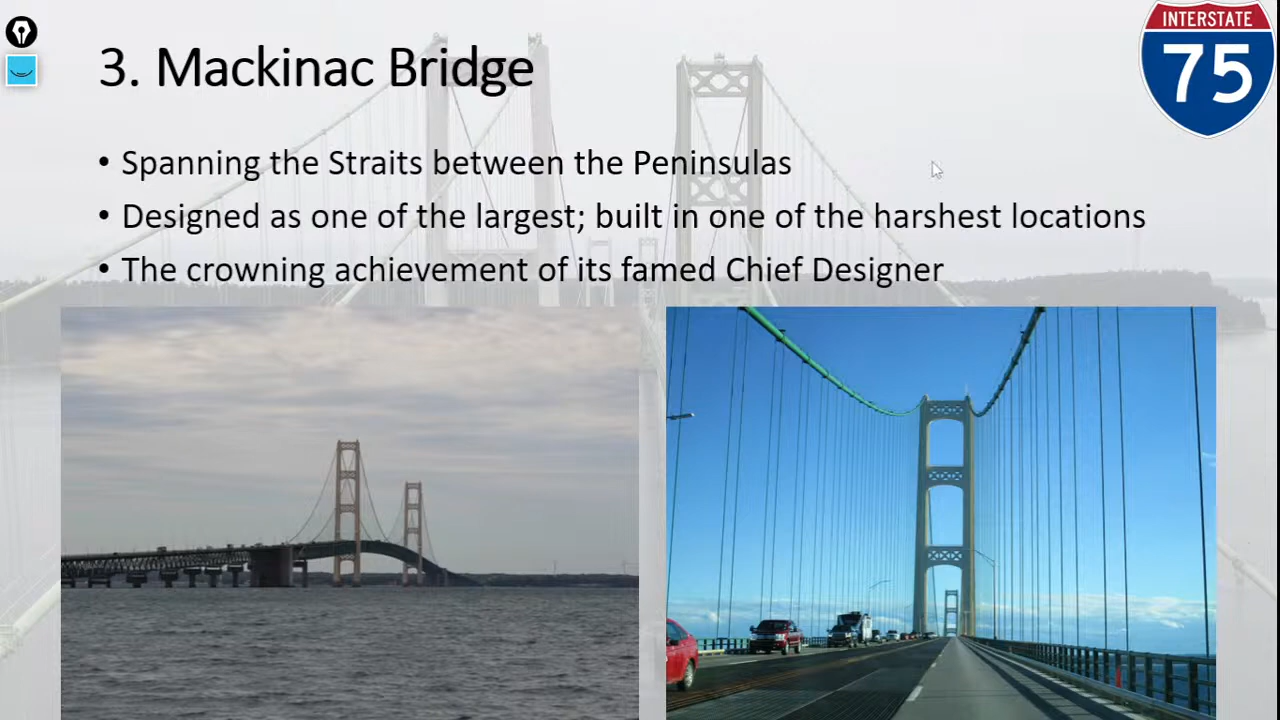 3. Mackinac Bridge
INTERSTATE
75
• Spanning the Straits between the Peninsulas
• Designed as one of the largest; built in one of the harshest locations
• The crowning achievement of its famed Chief Designer